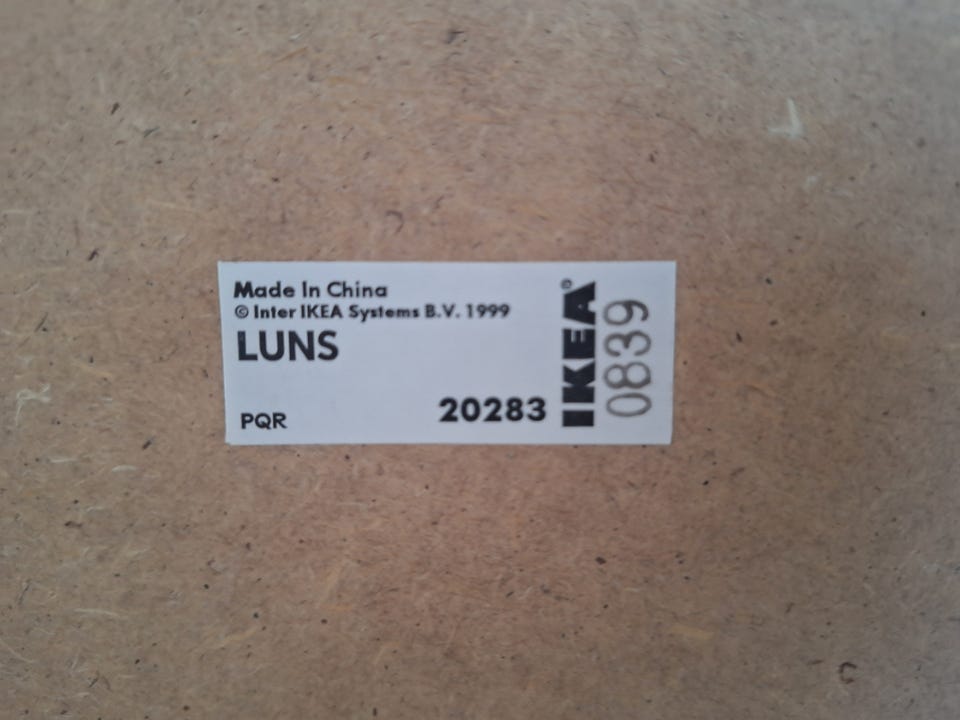 Made In China
© Inter IKEA Systems B.V. 1999
LUNS
PQR
20283
IKEA®
0839